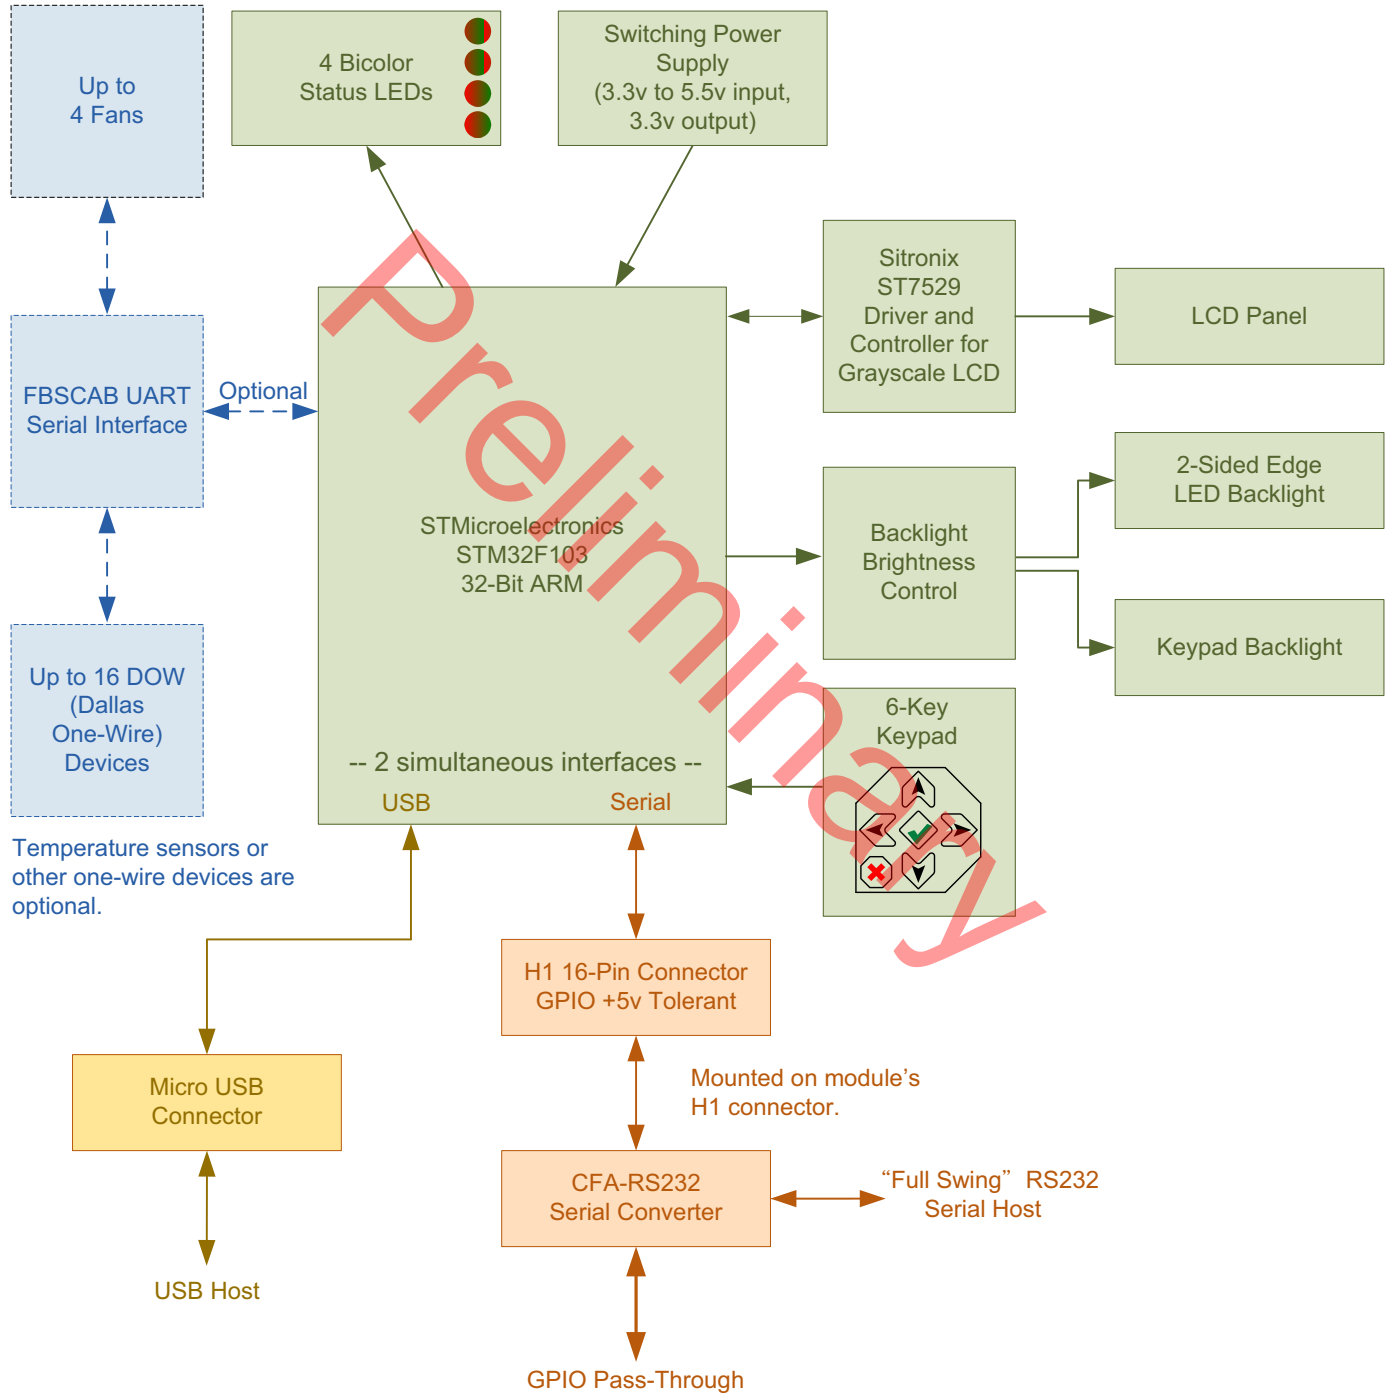 Up to
4 Fans
4 Bicolor
Status LEDs
Switching Power
Supply
(3.3v to 5.5v input,
3.3v output)
Sitronix
ST7529
Driver and
Controller for
Grayscale LCD
LCD Panel
FBSCAB UART
Serial Interface
Optional
2-Sided Edge
LED Backlight
STMicroelectronics
STM32F103
32-Bit ARM
Backlight
Brightness
Control
Keypad Backlight
Up to 16 DOW
(Dallas
One-Wire)
Devices
6-Key
Keypad
-- 2 simultaneous interfaces --
USB
Serial
Temperature sensors or
other one-wire devices are
optional.
H1 16-Pin Connector
GPIO +5v Tolerant
Micro USB
Connector
Mounted on module’s
H1 connector.
CFA-RS232
Serial Converter
“Full Swing” RS232
Serial Host
USB Host
GPIO Pass-Through
Preliminary